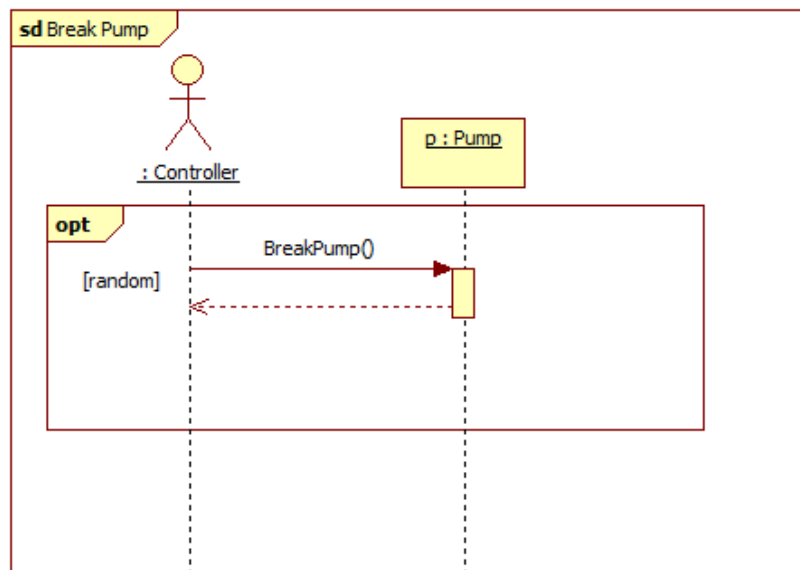 sd Break Pump
: Controller
p : Pump
opt
BreakPump()
[random]